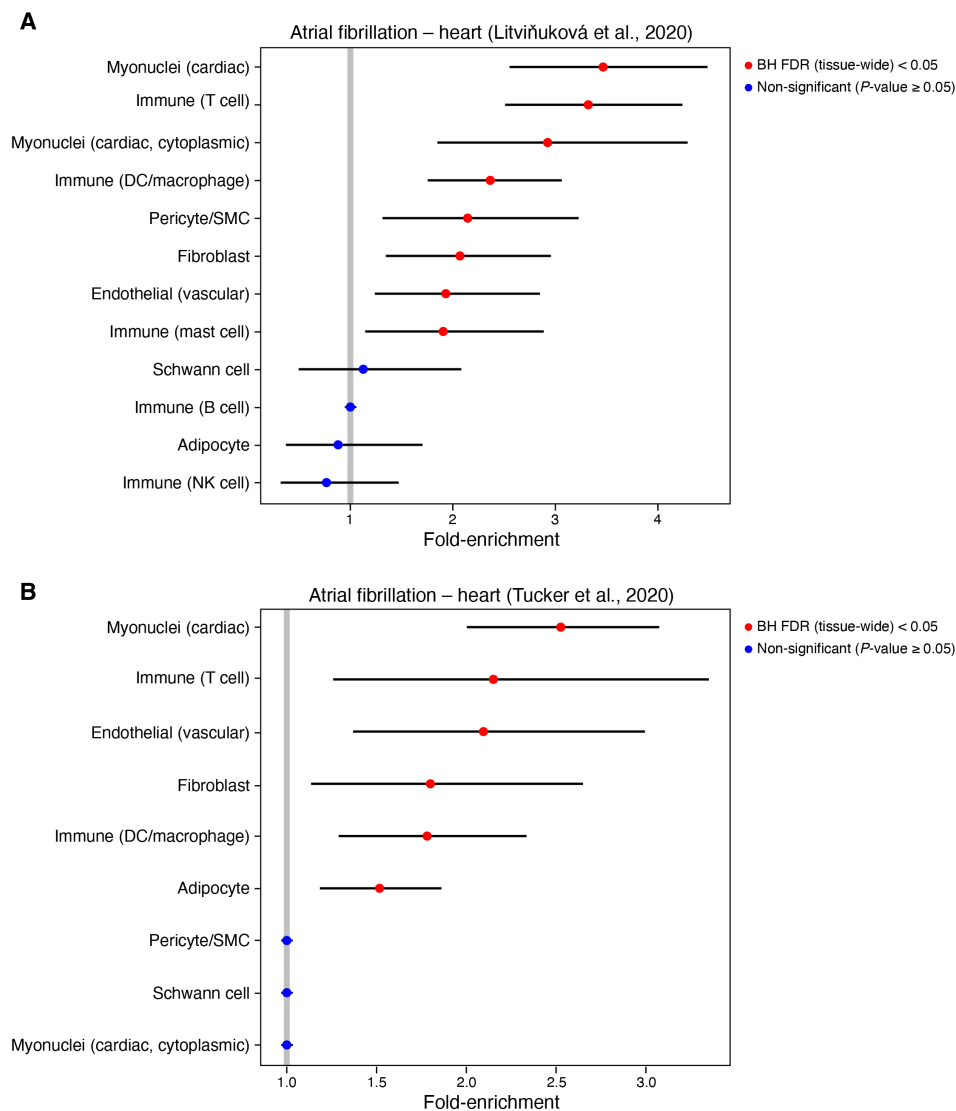 A
Atrial fibrillation – heart (Litviňuková et al., 2020)
Myonuclei (cardiac)
Immune (T cell)
Myonuclei (cardiac, cytoplasmic)
Immune (DC/macrophage)
Pericyte/SMC
Fibroblast
Endothelial (vascular)
Immune (mast cell)
Schwann cell
Immune (B cell)
Adipocyte
Immune (NK cell)
1 2 3 4
Fold-enrichment
BH FDR (tissue-wide) < 0.05
Non-significant (P-value ≥ 0.05)
B
Atrial fibrillation – heart (Tucker et al., 2020)
Myonuclei (cardiac)
Immune (T cell)
Endothelial (vascular)
Fibroblast
Immune (DC/macrophage)
Adipocyte
Pericyte/SMC
Schwann cell
Myonuclei (cardiac, cytoplasmic)
1.0 1.5 2.0 2.5 3.0
Fold-enrichment
BH FDR (tissue-wide) < 0.05
Non-significant (P-value ≥ 0.05)